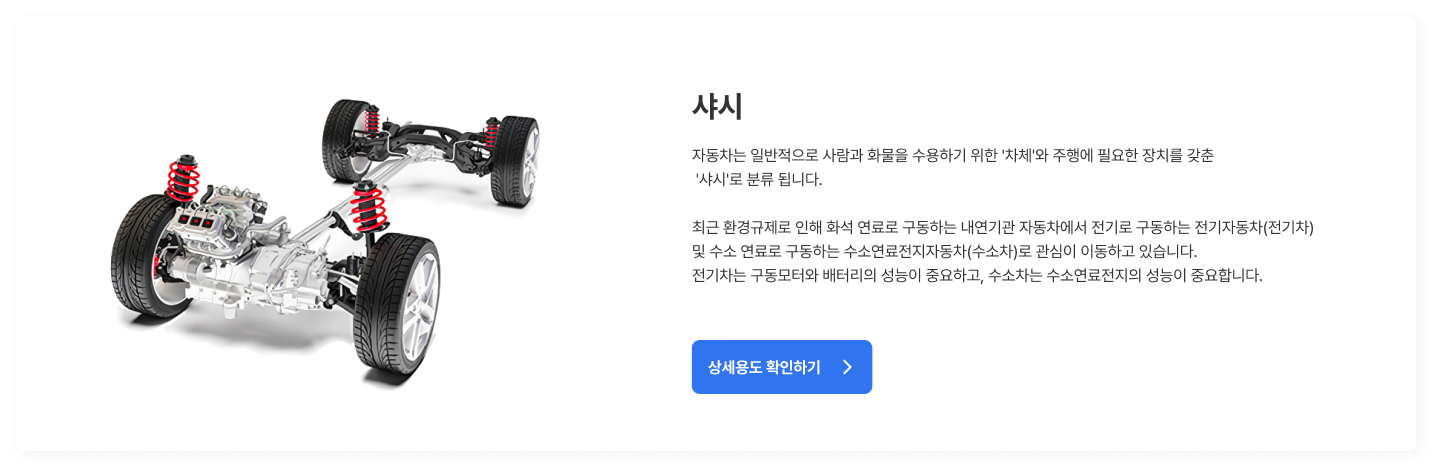 샤시
자동차는 일반적으로 사람과 화물을 수용하기 위한 '차체'와 주행에 필요한 장치를 갖춘
'샤시'로 분류 됩니다.
최근 환경규제로 인해 화석 연료로 구동하는 내연기관 자동차에서 전기로 구동하는 전기자동차(전기차)
및 수소 연료로 구동하는 수소연료전지자동차(수소차)로 관심이 이동하고 있습니다.
전기차는 구동모터와 배터리의 성능이 중요하고, 수소차는 수소연료전지의 성능이 중요합니다.
상세용도 확인하기